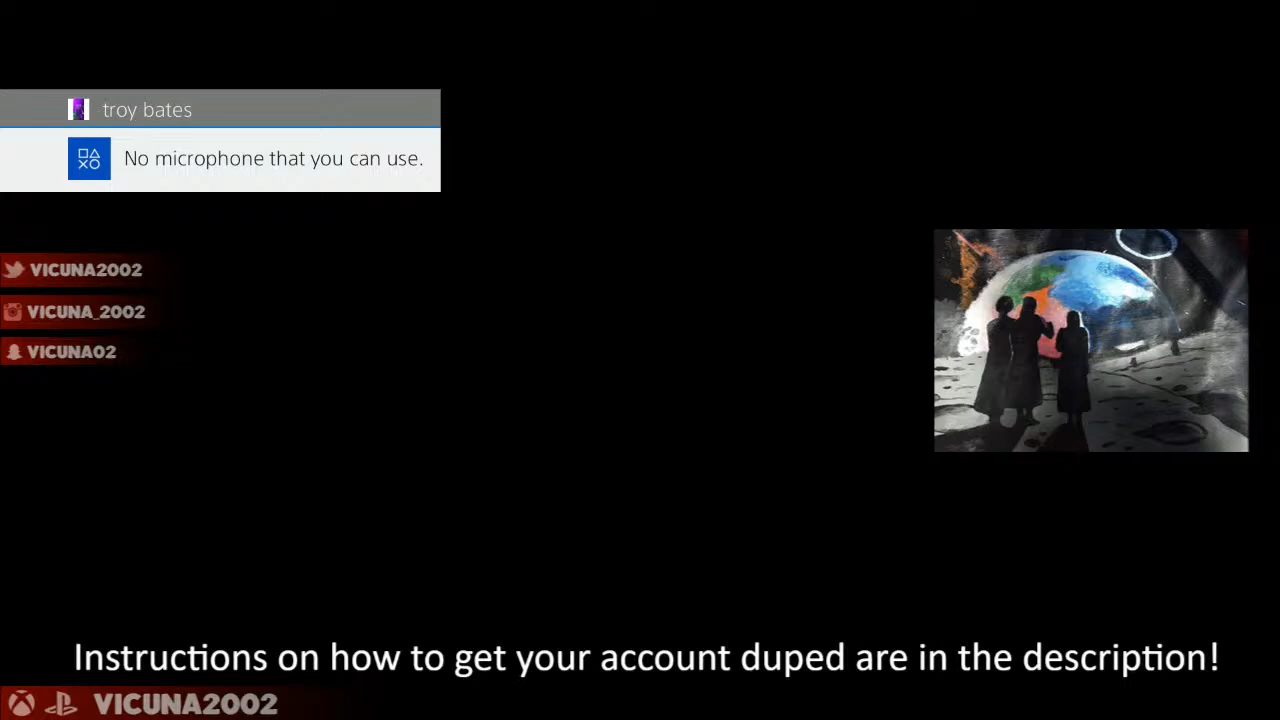 troy bates
No microphone that you can use.
VICUNA2002
VICUNA_2002
VICUNA02
Instructions on how to get your account duped are in the description!
VICUNA2002